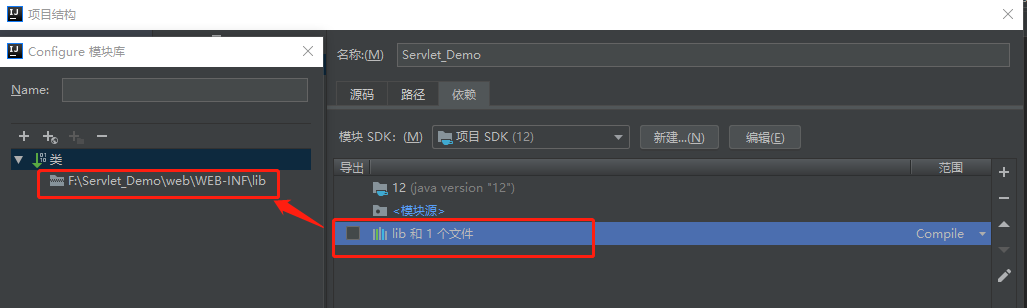 项目结构
Configure 模块库
Name:
类
F:\Servlet_Demo\web\WEB-INF\lib
名称:(M)
Servlet_Demo
源码 路径 依赖
模块 SDK: (M) 项目 SDK (12) 新建...(N) 编辑(E)
导出 范围
12 (java version "12")
<模块源>
lib 和 1 个文件 Compile